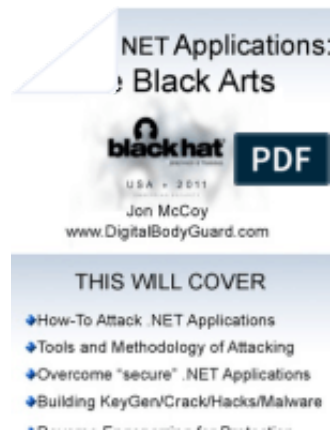 NET Applications:
Black Arts
blackhat
PDF
USA + 2011
Jon McCoy
www.DigitalBodyGuard.com
THIS WILL COVER
How-To Attack .NET Applications
Tools and Methodology of Attacking
Overcome "secure" .NET Applications
Building KeyGen/Crack/Hacks/Malware